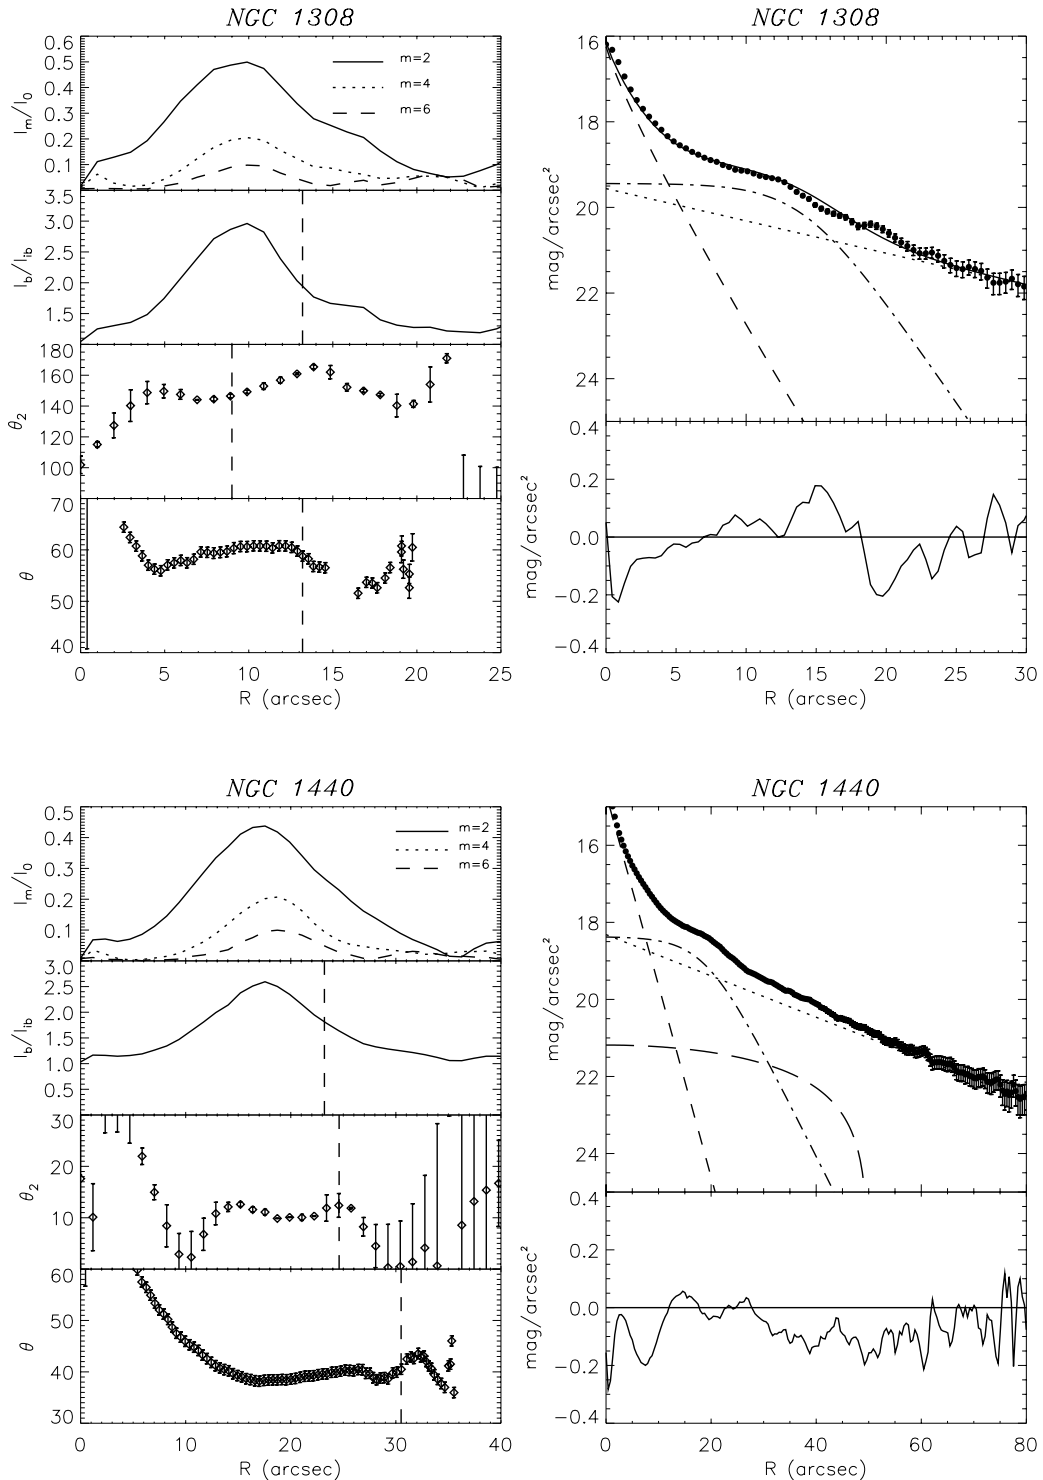 NGC 1308
NGC 1308
0.6
0.5
0.4
0.3
0.2
0.1
I_m/I_0
m=2
m=4
m=6
3.5
3.0
2.5
2.0
1.5
I_b/I_ib
180
160
140
120
100
θ_2
70
60
50
40
θ
0 5 10 15 20 25
R (arcsec)
16
18
20
22
24
mag/arcsec²
0.4
0.2
0.0
−0.2
−0.4
mag/arcsec²
0 5 10 15 20 25 30
R (arcsec)
NGC 1440
NGC 1440
0.5
0.4
0.3
0.2
0.1
I_m/I_0
m=2
m=4
m=6
3.0
2.5
2.0
1.5
1.0
0.5
I_b/I_ib
30
20
10
θ_2
60
50
40
30
θ
0 10 20 30 40
R (arcsec)
16
18
20
22
24
mag/arcsec²
0.4
0.2
0.0
−0.2
−0.4
mag/arcsec²
0 20 40 60 80
R (arcsec)